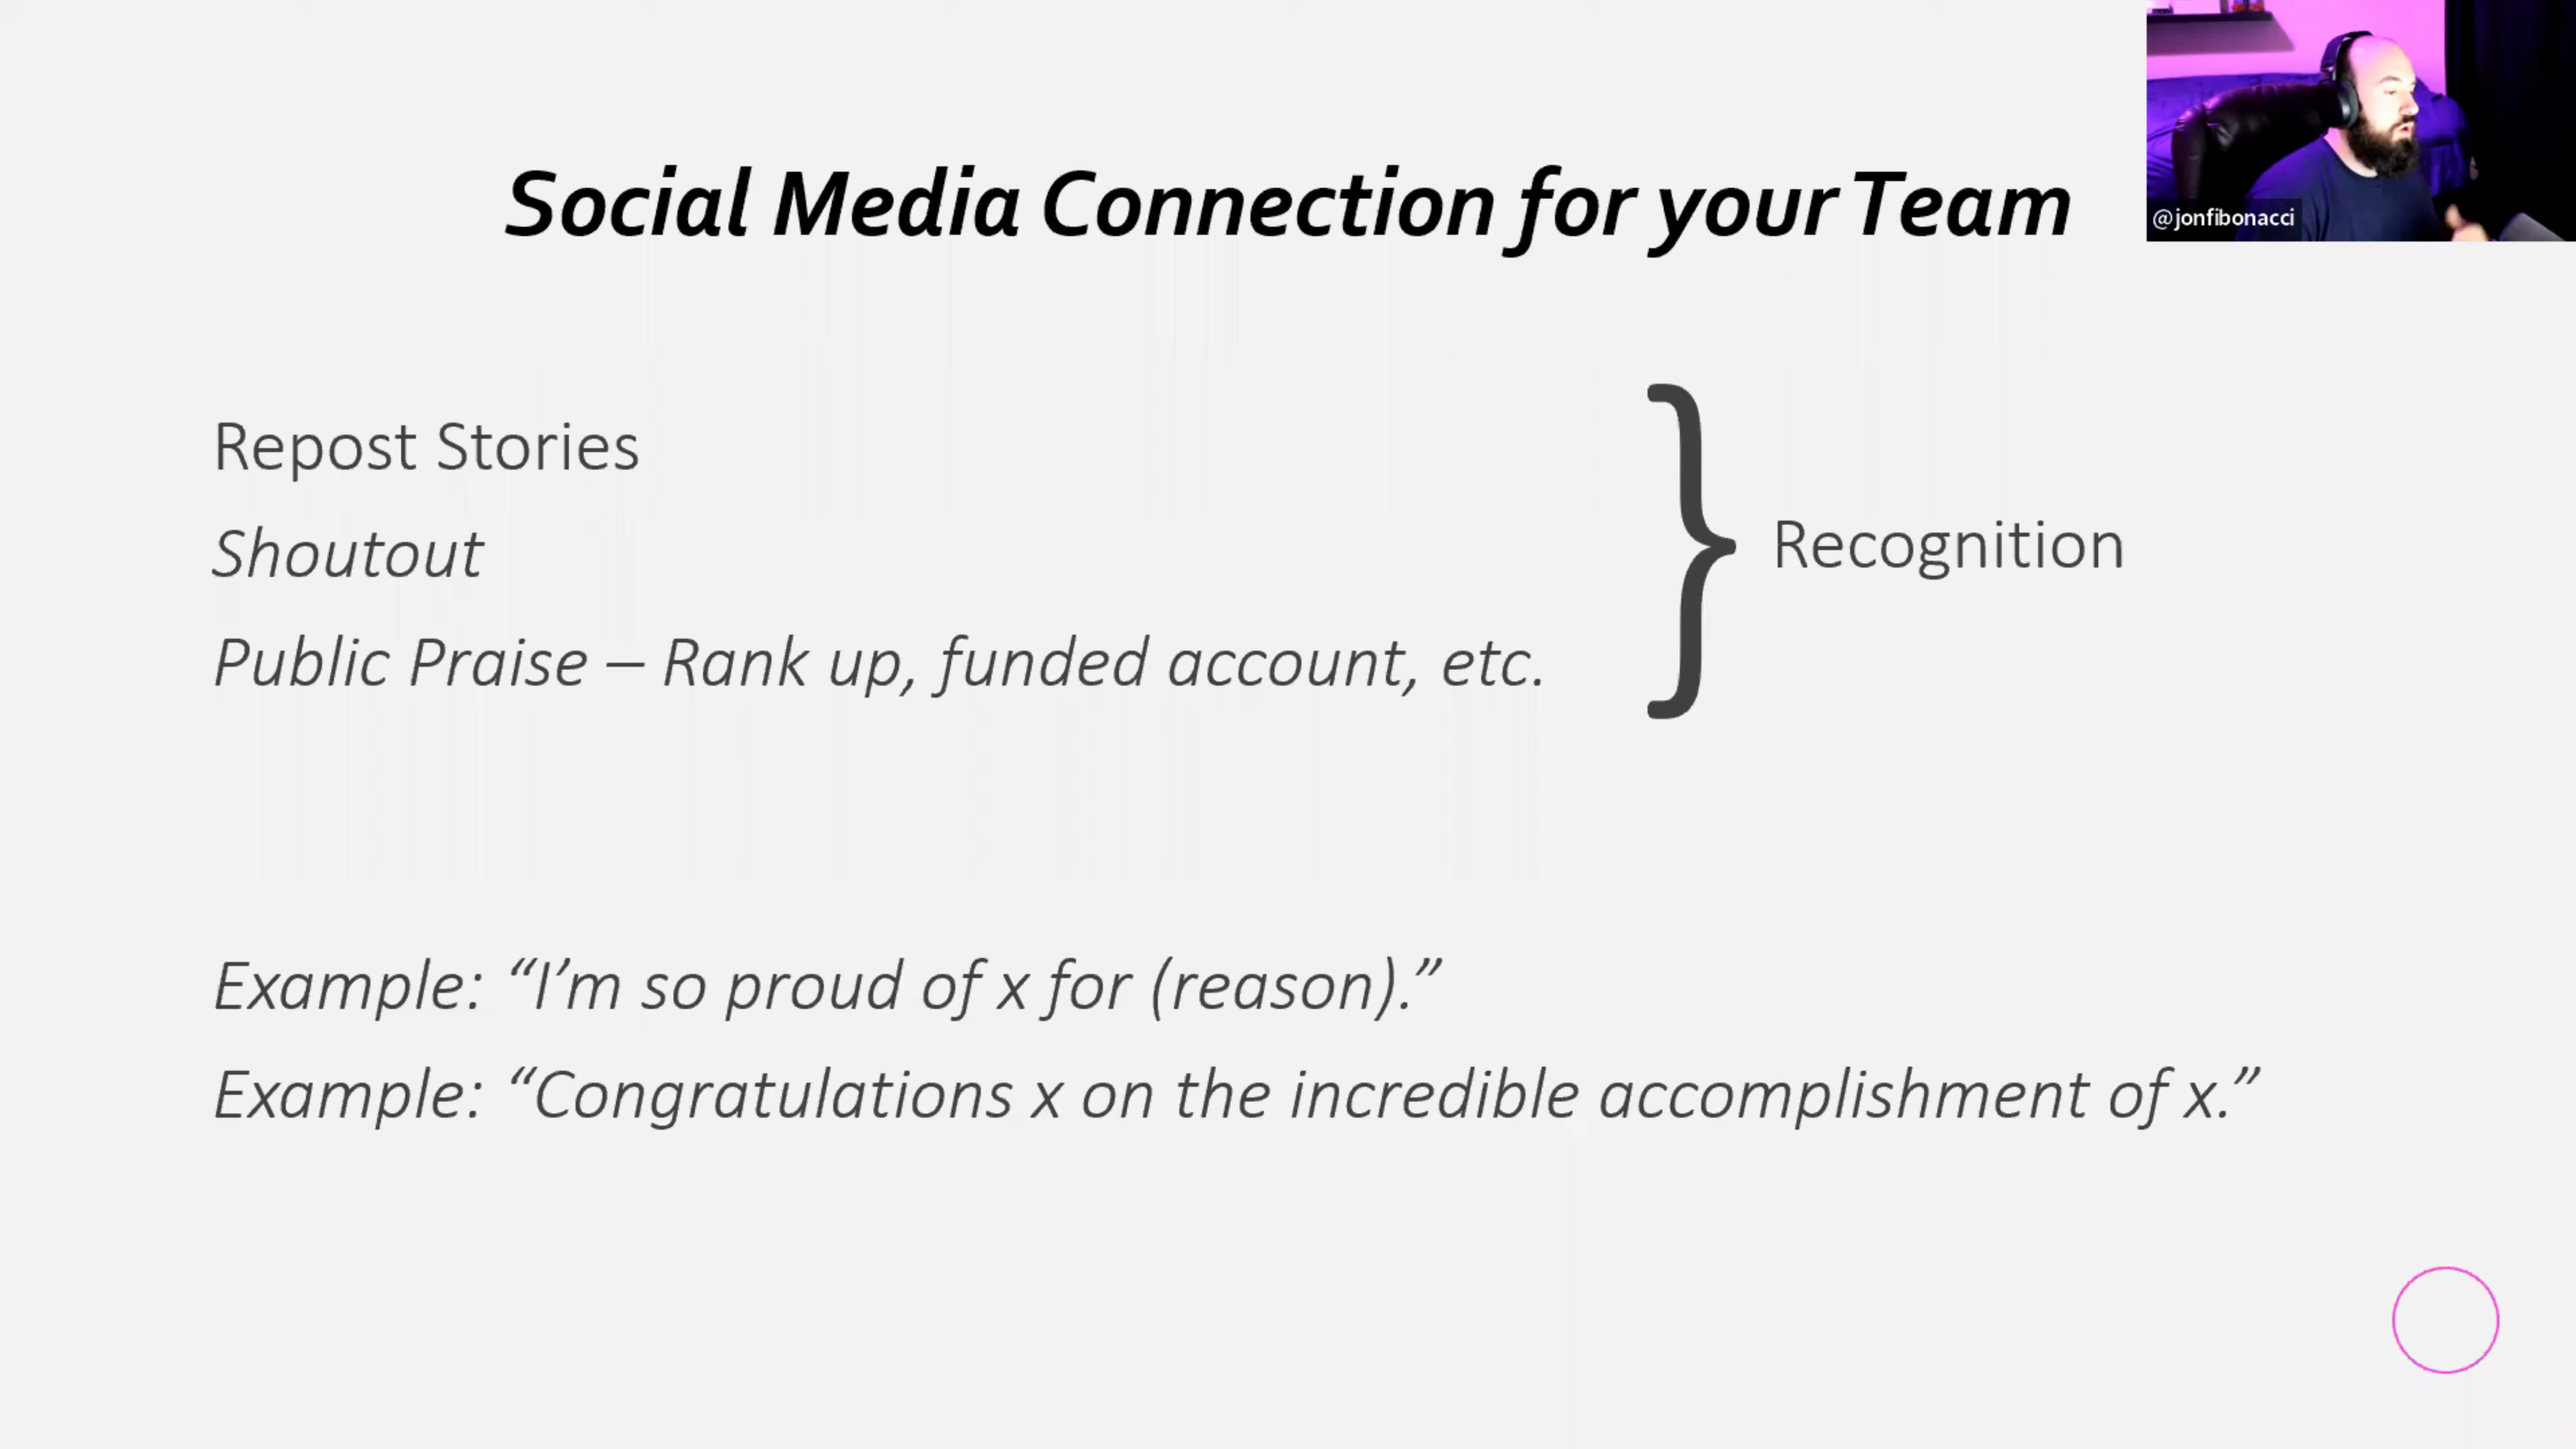 Social Media Connection for your Team
@jonfibonacci
Repost Stories
Shoutout
Public Praise – Rank up, funded account, etc.
Recognition
Example: “I’m so proud of x for (reason).”
Example: “Congratulations x on the incredible accomplishment of x.”